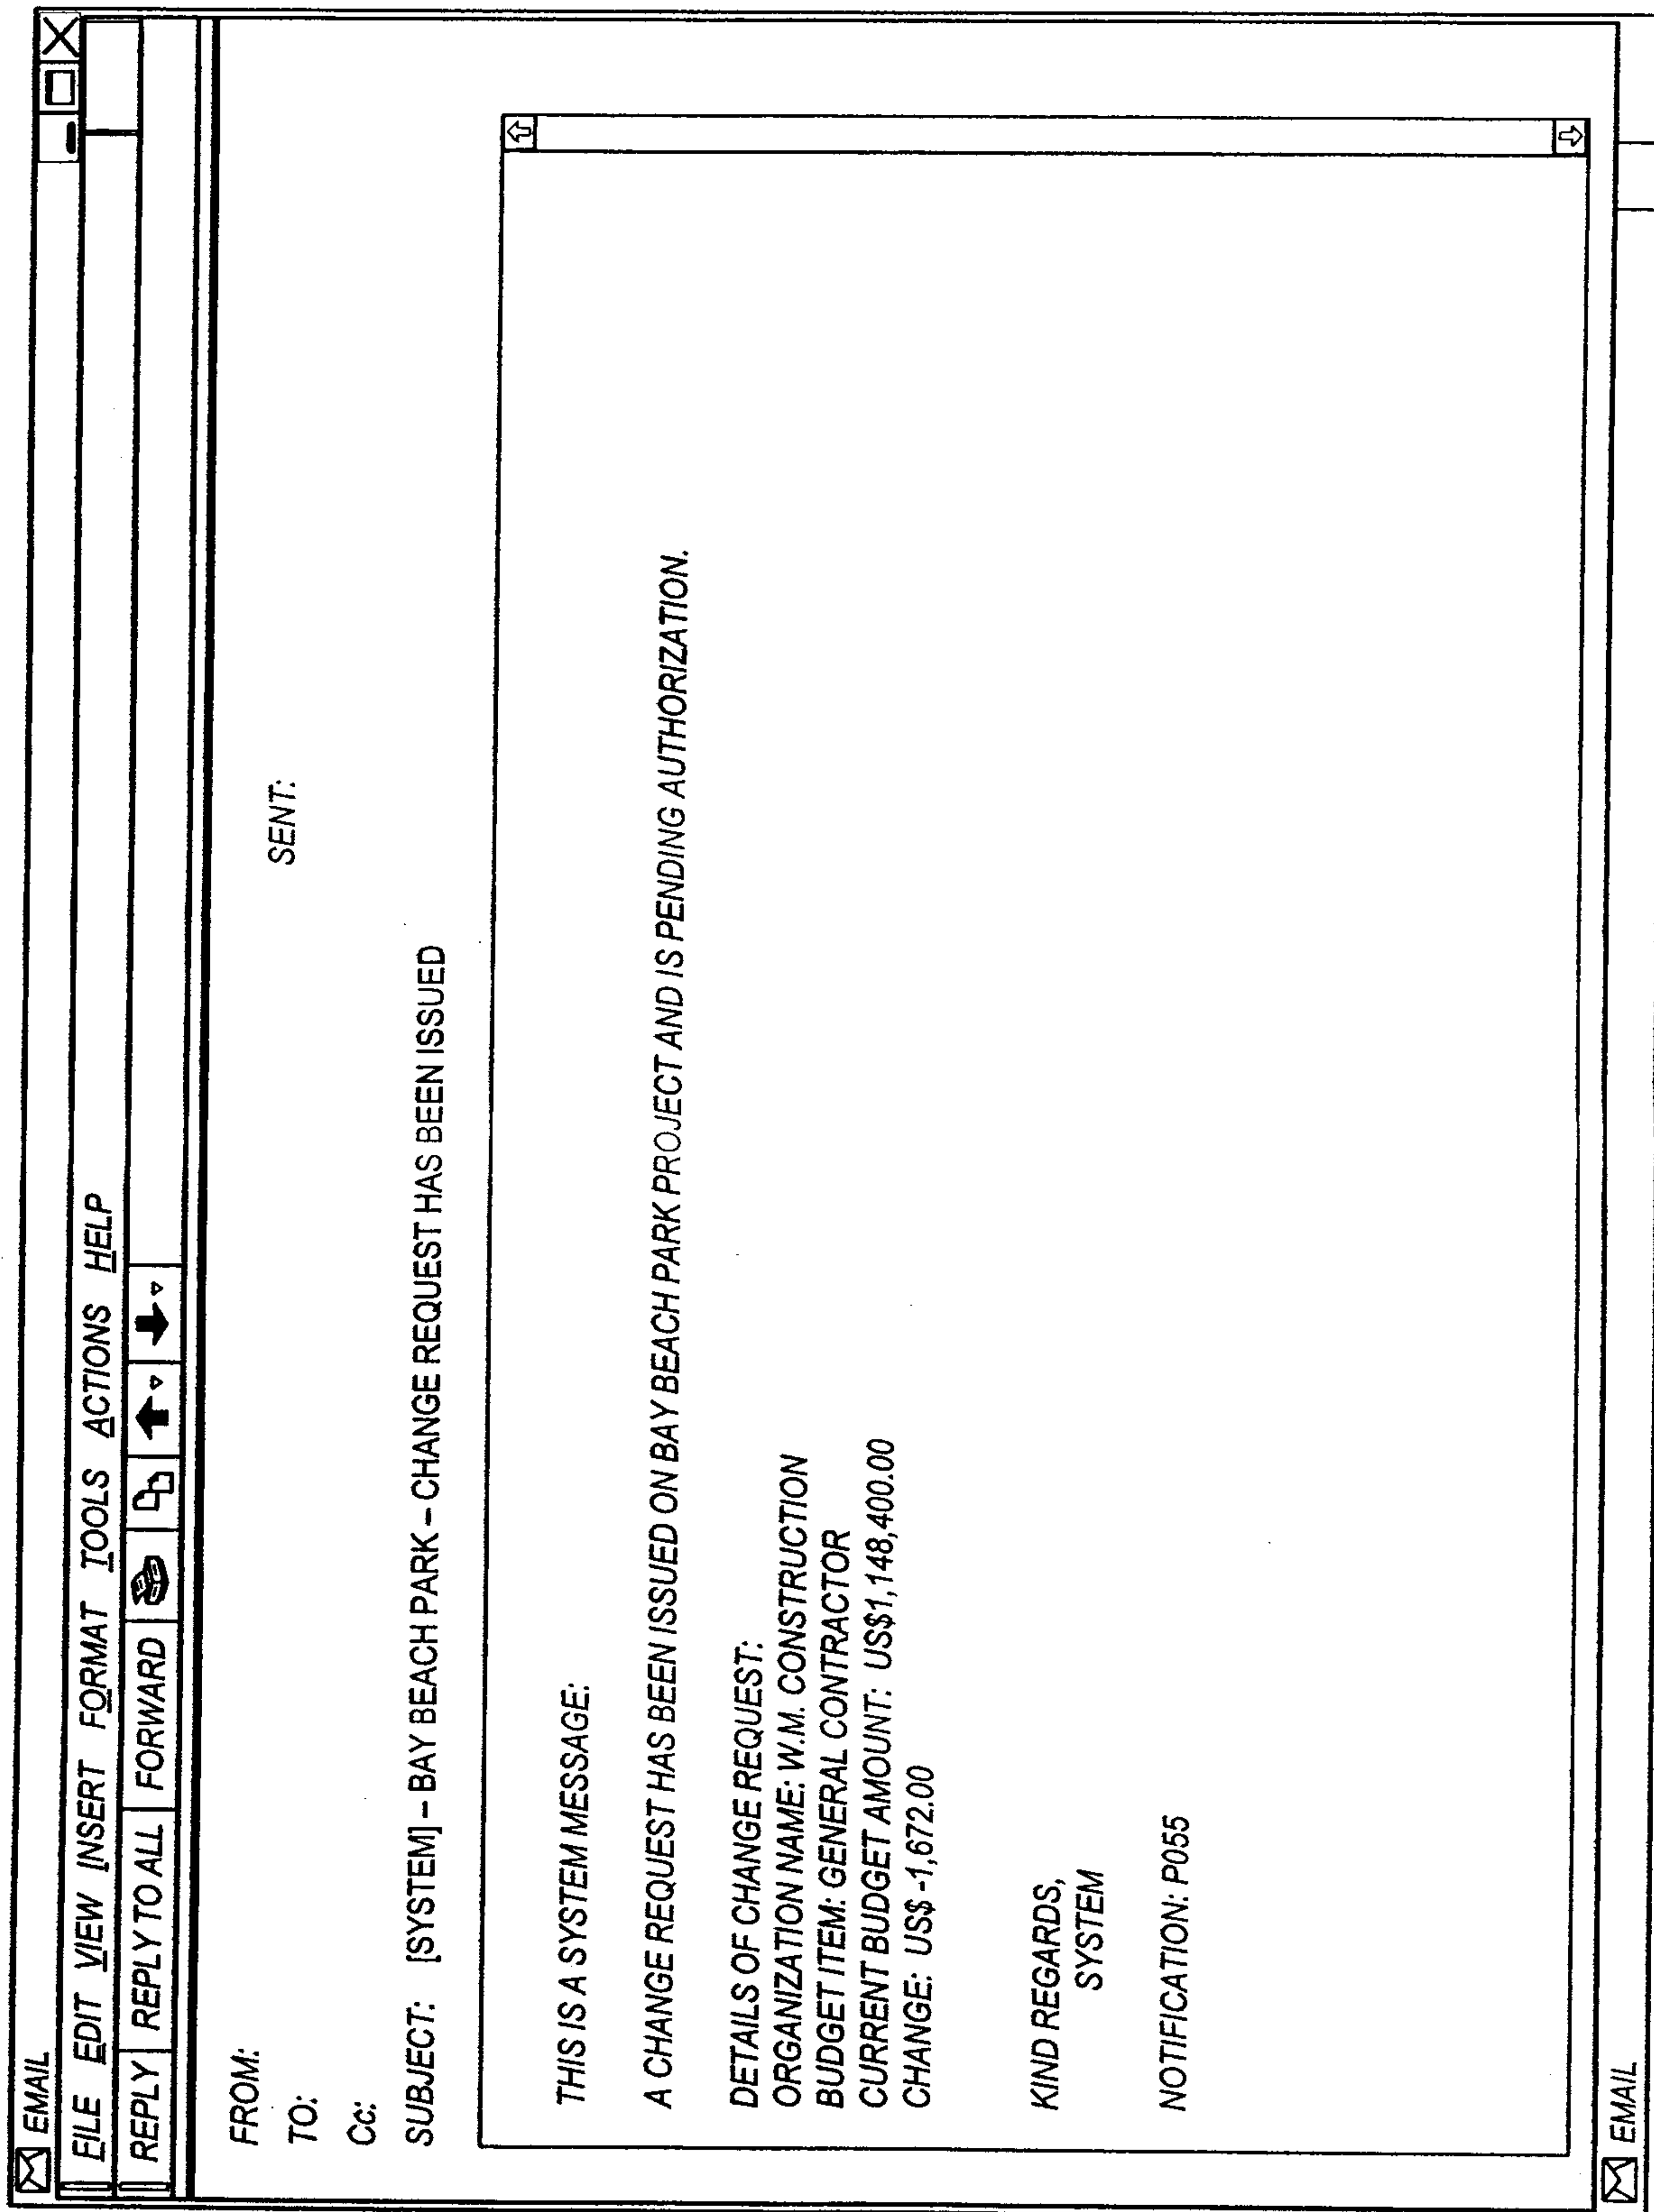 EMAIL
FILE EDIT VIEW INSERT FORMAT TOOLS ACTIONS HELP
REPLY REPLY TO ALL FORWARD
FROM:
SENT:
TO:
Cc:
SUBJECT: [SYSTEM] – BAY BEACH PARK – CHANGE REQUEST HAS BEEN ISSUED
THIS IS A SYSTEM MESSAGE:
A CHANGE REQUEST HAS BEEN ISSUED ON BAY BEACH PARK PROJECT AND IS PENDING AUTHORIZATION.
DETAILS OF CHANGE REQUEST:
ORGANIZATION NAME: W.M. CONSTRUCTION
BUDGET ITEM: GENERAL CONTRACTOR
CURRENT BUDGET AMOUNT: US$1,148,400.00
CHANGE: US$ -1,672.00
KIND REGARDS,
SYSTEM
NOTIFICATION: P055
EMAIL